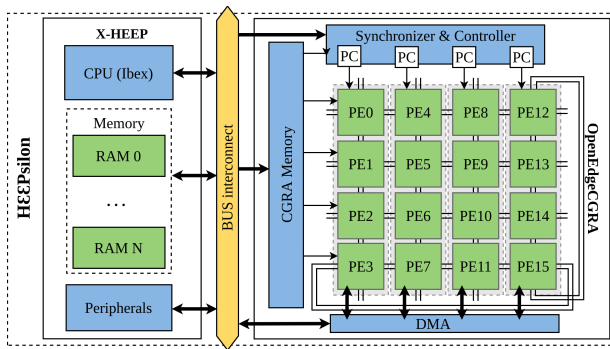 HƐƐPsilon
X-HEEP
CPU (Ibex)
Memory
RAM 0
...
RAM N
Peripherals
BUS interconnect
CGRA Memory
Synchronizer & Controller
PC PC PC PC
PE0 PE4 PE8 PE12
PE1 PE5 PE9 PE13
PE2 PE6 PE10 PE14
PE3 PE7 PE11 PE15
DMA
OpenEdgeCGRA